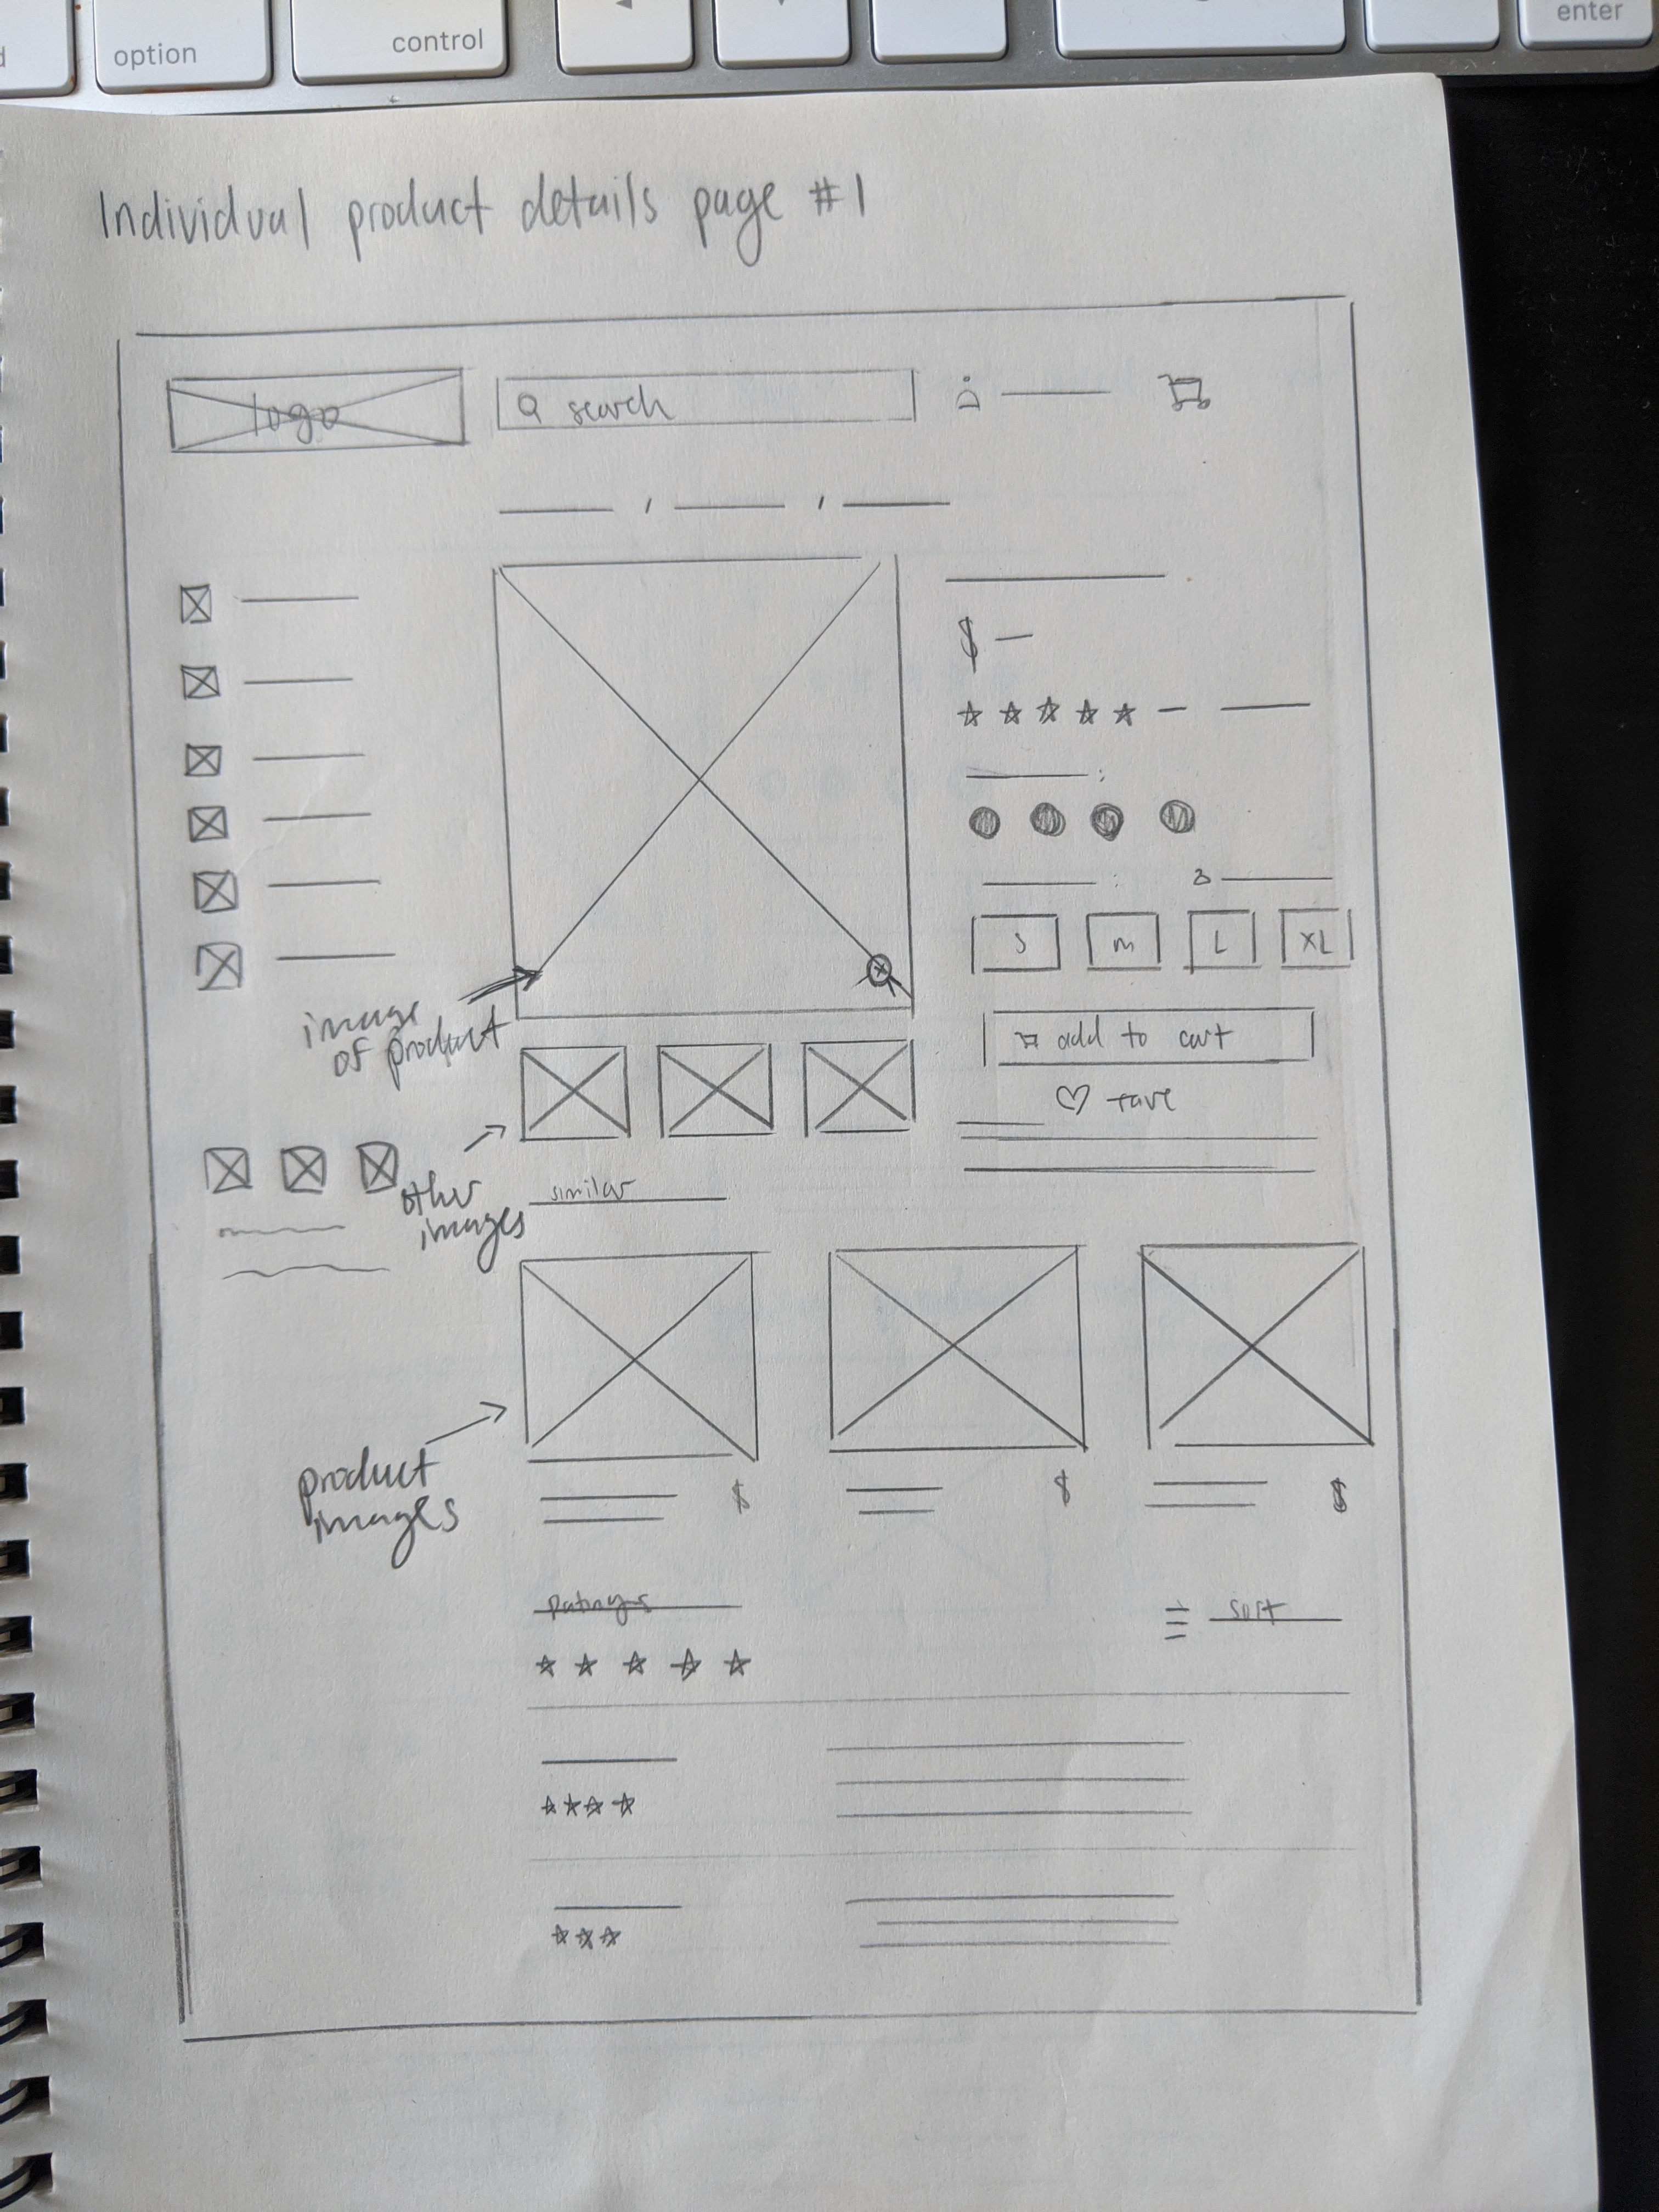 option
control
enter
Individual product details page #1
logo
search
$
S M L XL
image
of product
add to cart
save
other
images
similar
product
images
$ $ $
Ratings
sort